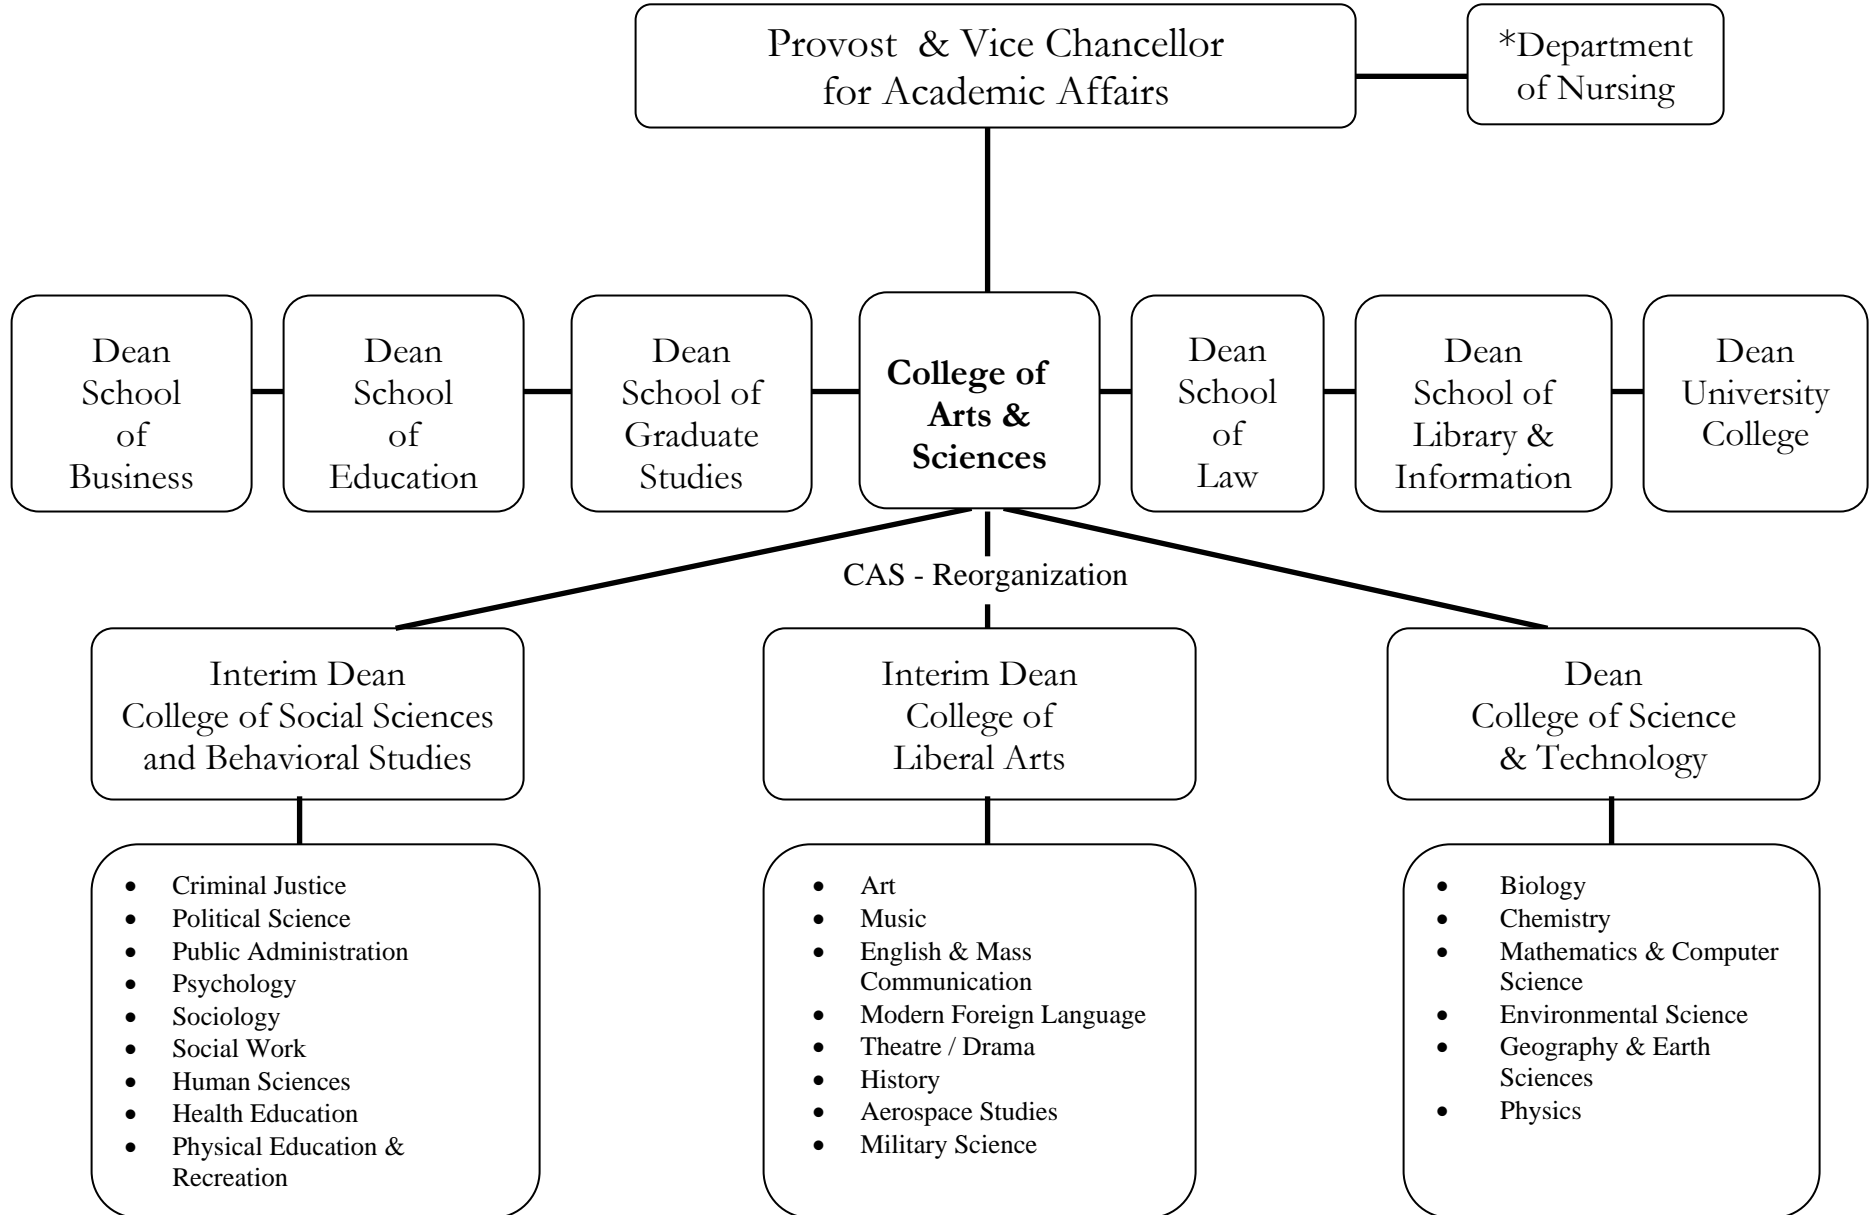 Provost & Vice Chancellor
for Academic Affairs
*Department
of Nursing
Dean
School
of
Business
Dean
School
of
Education
Dean
School of
Graduate
Studies
College of
Arts &
Sciences
Dean
School
of
Law
Dean
School of
Library &
Information
Dean
University
College
CAS - Reorganization
Interim Dean
College of Social Sciences
and Behavioral Studies
Interim Dean
College of
Liberal Arts
Dean
College of Science
& Technology
• Criminal Justice
• Political Science
• Public Administration
• Psychology
• Sociology
• Social Work
• Human Sciences
• Health Education
• Physical Education &
Recreation
• Art
• Music
• English & Mass
Communication
• Modern Foreign Language
• Theatre / Drama
• History
• Aerospace Studies
• Military Science
• Biology
• Chemistry
• Mathematics & Computer
Science
• Environmental Science
• Geography & Earth
Sciences
• Physics